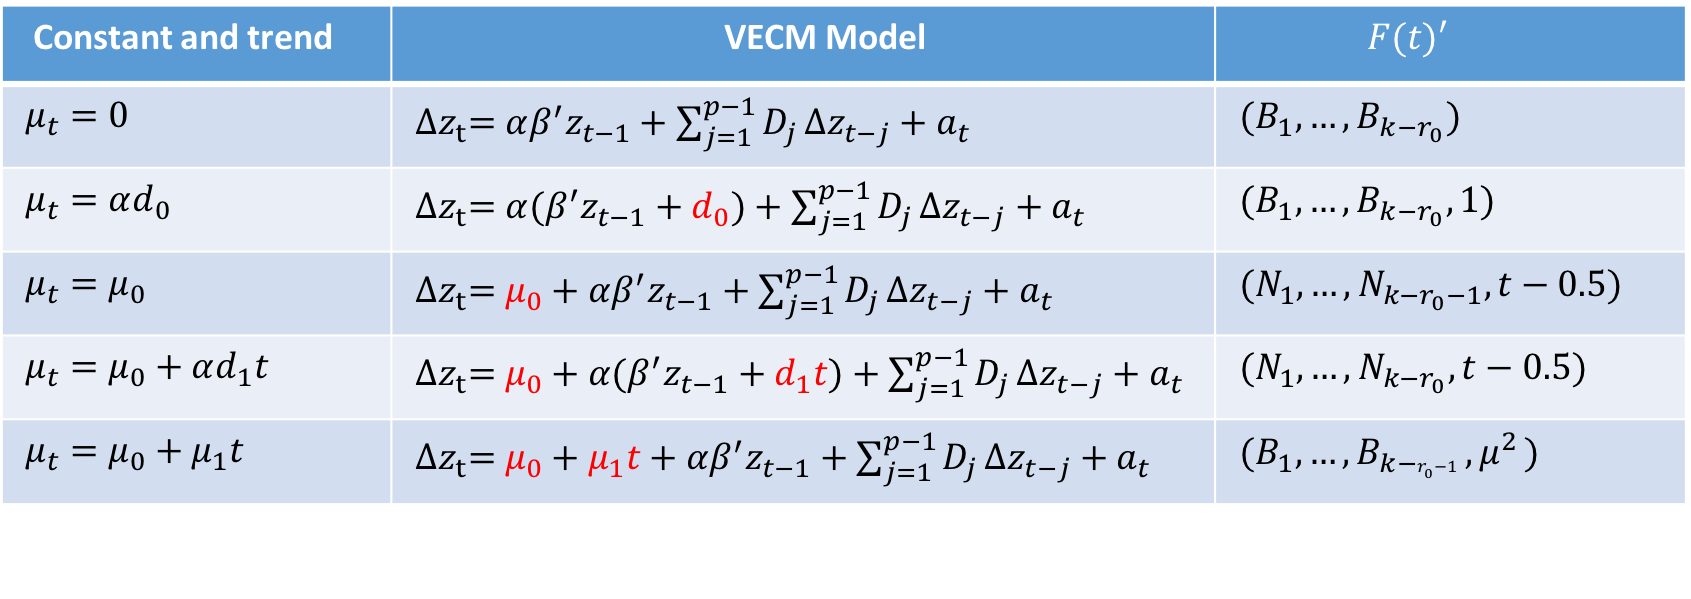 Constant and trend VECM Model F(t)′
μ_t = 0 Δz_t= αβ′z_{t−1} + ∑_{j=1}^{p−1} D_j Δz_{t−j} + a_t (B_1, … , B_{k−r_0})
μ_t = αd_0 Δz_t= α(β′z_{t−1} + d_0) + ∑_{j=1}^{p−1} D_j Δz_{t−j} + a_t (B_1, … , B_{k−r_0}, 1)
μ_t = μ_0 Δz_t= μ_0 + αβ′z_{t−1} + ∑_{j=1}^{p−1} D_j Δz_{t−j} + a_t (N_1, … , N_{k−r_0−1}, t − 0.5)
μ_t = μ_0 + αd_1t Δz_t= μ_0 + α(β′z_{t−1} + d_1t) + ∑_{j=1}^{p−1} D_j Δz_{t−j} + a_t (N_1, … , N_{k−r_0}, t − 0.5)
μ_t = μ_0 + μ_1t Δz_t= μ_0 + μ_1t + αβ′z_{t−1} + ∑_{j=1}^{p−1} D_j Δz_{t−j} + a_t (B_1, … , B_{k−r_0−1}, μ^2 )